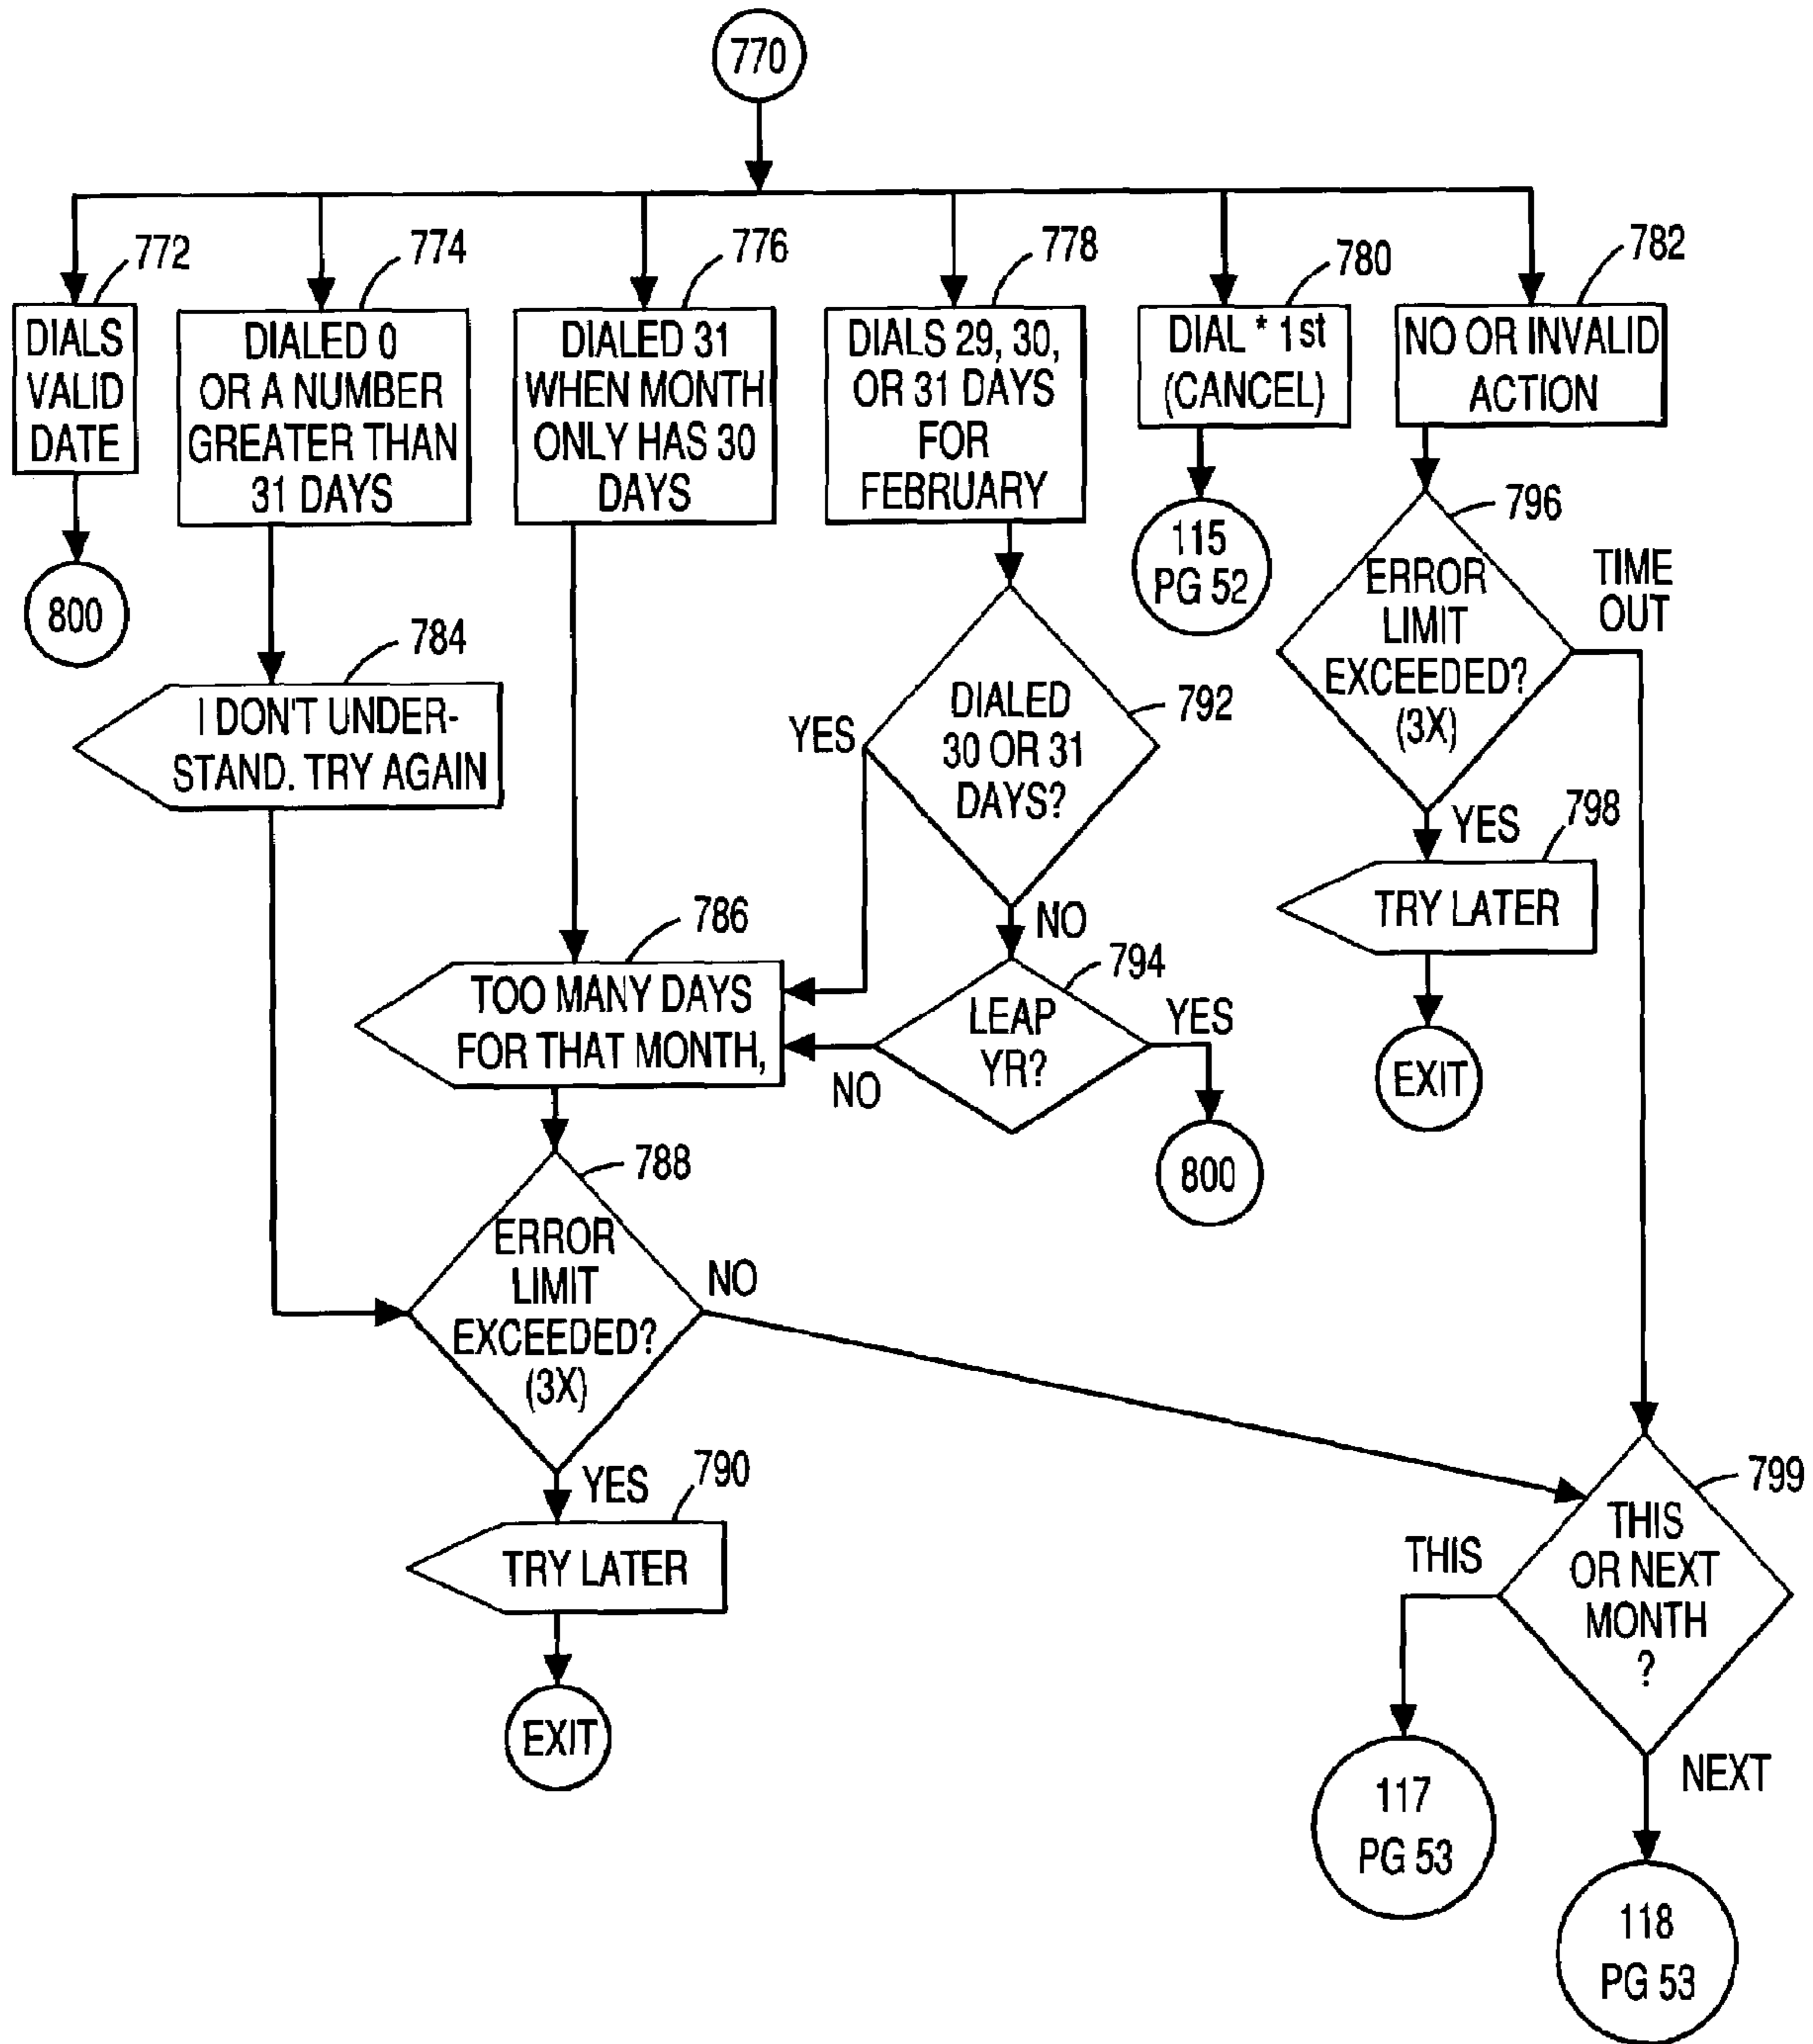 770
772
774
776
778
780
782
DIALS
VALID
DATE
DIALED 0
OR A NUMBER
GREATER THAN
31 DAYS
DIALED 31
WHEN MONTH
ONLY HAS 30
DAYS
DIALS 29, 30,
OR 31 DAYS
FOR
FEBRUARY
DIAL * 1st
(CANCEL)
NO OR INVALID
ACTION
800
115
PG 52
796
ERROR
LIMIT
EXCEEDED?
(3X)
TIME
OUT
784
I DON'T UNDER-
STAND. TRY AGAIN
792
DIALED
30 OR 31
DAYS?
YES
NO
YES
798
TRY LATER
EXIT
786
TOO MANY DAYS
FOR THAT MONTH,
794
LEAP
YR?
YES
NO
800
788
ERROR
LIMIT
EXCEEDED?
(3X)
NO
YES
790
TRY LATER
EXIT
799
THIS
OR NEXT
MONTH
?
THIS
NEXT
117
PG 53
118
PG 53